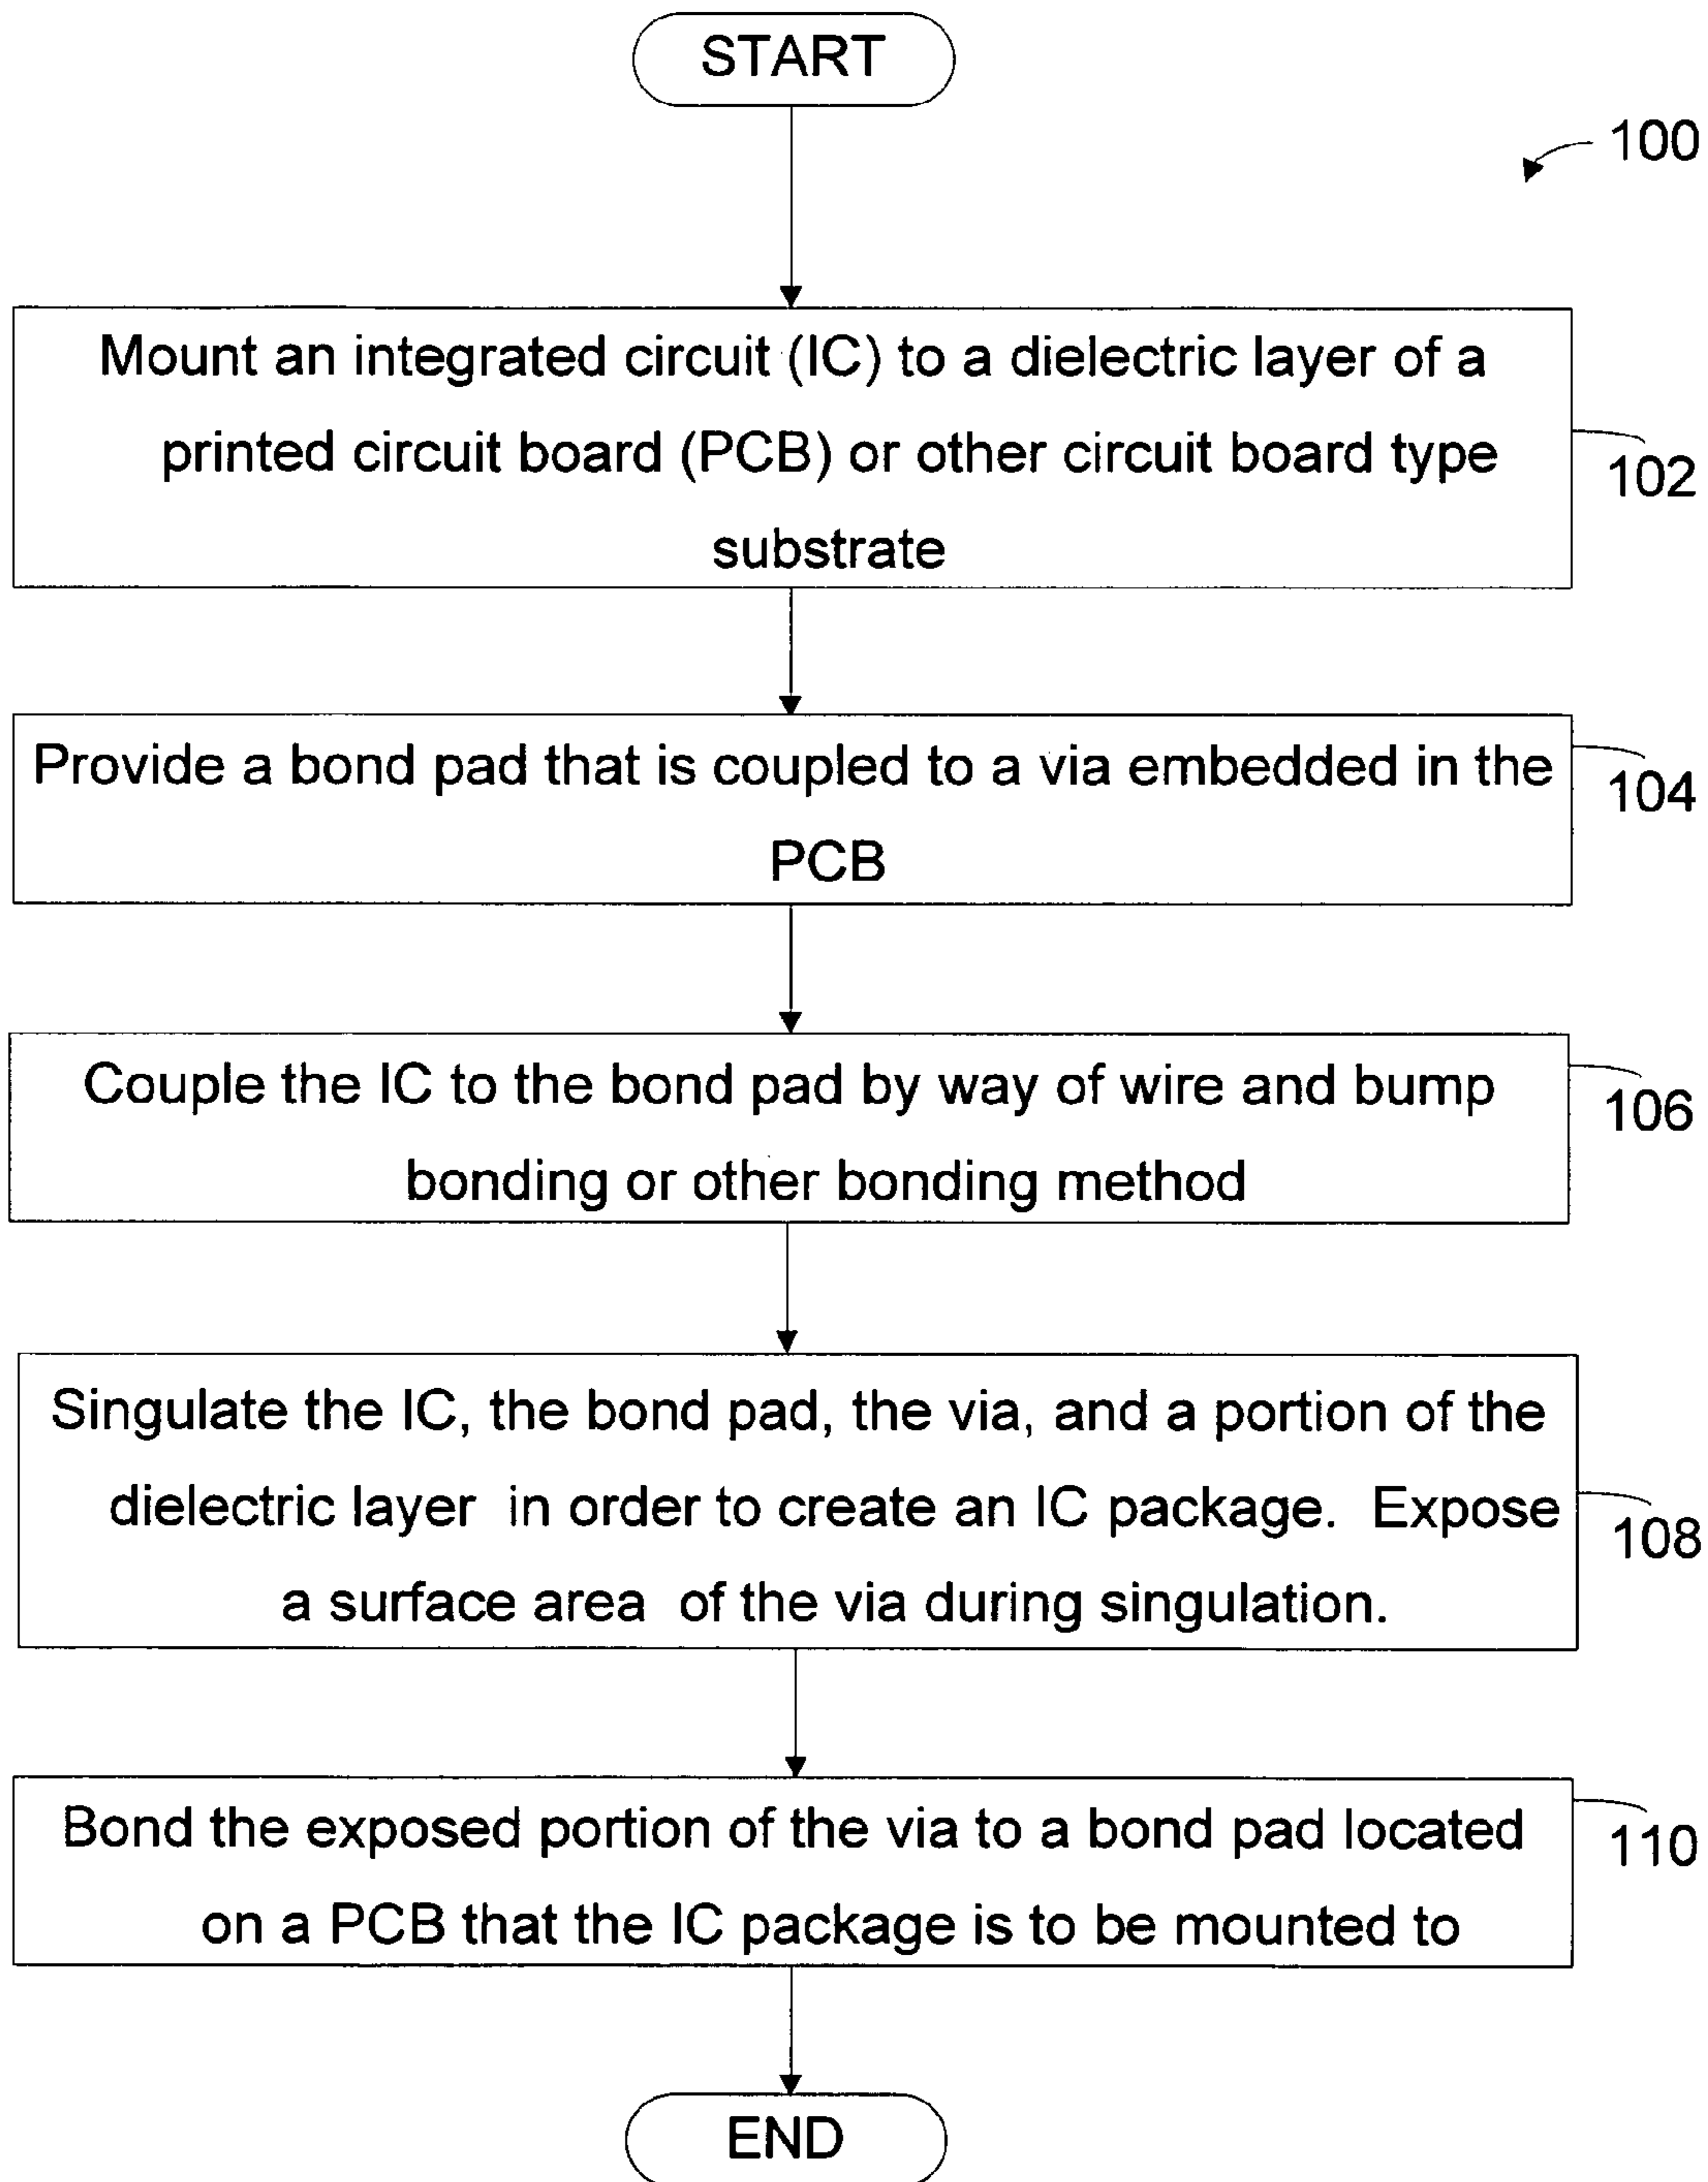 START
100
Mount an integrated circuit (IC) to a dielectric layer of a
printed circuit board (PCB) or other circuit board type
substrate
102
Provide a bond pad that is coupled to a via embedded in the
PCB
104
Couple the IC to the bond pad by way of wire and bump
bonding or other bonding method
106
Singulate the IC, the bond pad, the via, and a portion of the
dielectric layer in order to create an IC package. Expose
a surface area of the via during singulation.
108
Bond the exposed portion of the via to a bond pad located
on a PCB that the IC package is to be mounted to
110
END